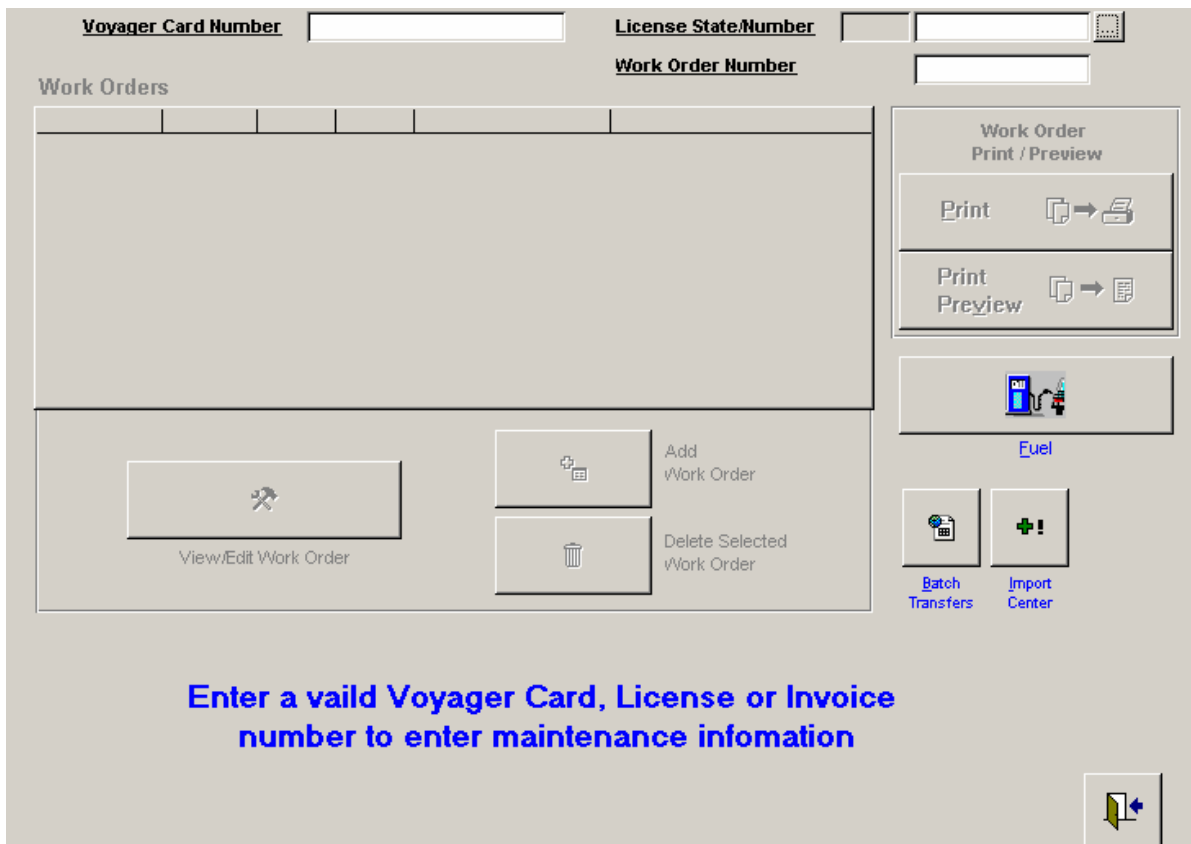 Voyager Card Number
License State/Number
...
Work Order Number
Work Orders
Work Order
Print / Preview
Print
Print
Preview
Fuel
Add
Work Order
View/Edit Work Order
Delete Selected
Work Order
Batch
Transfers
Import
Center
Enter a vaild Voyager Card, License or Invoice
number to enter maintenance infomation